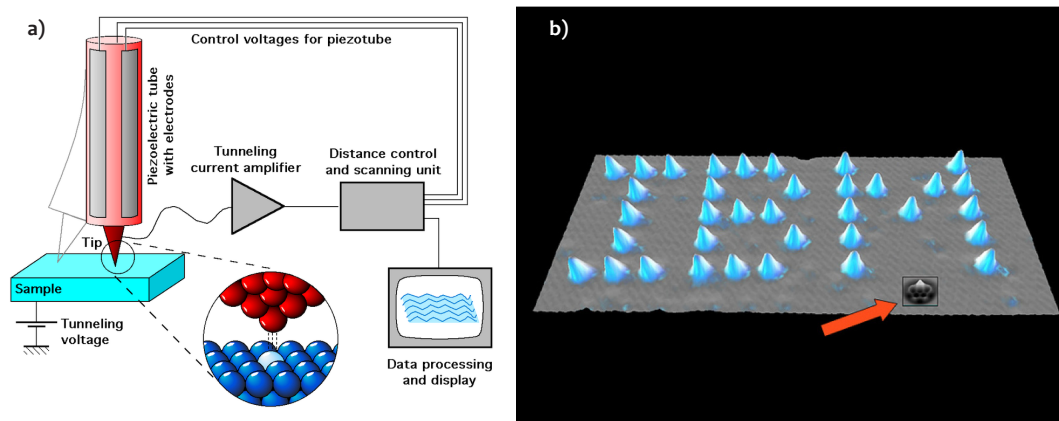 a)
Control voltages for piezotube
Piezoelectric tube
with electrodes
Tunneling
current amplifier
Distance control
and scanning unit
Tip
Sample
Tunneling
voltage
Data processing
and display
b)
IBM